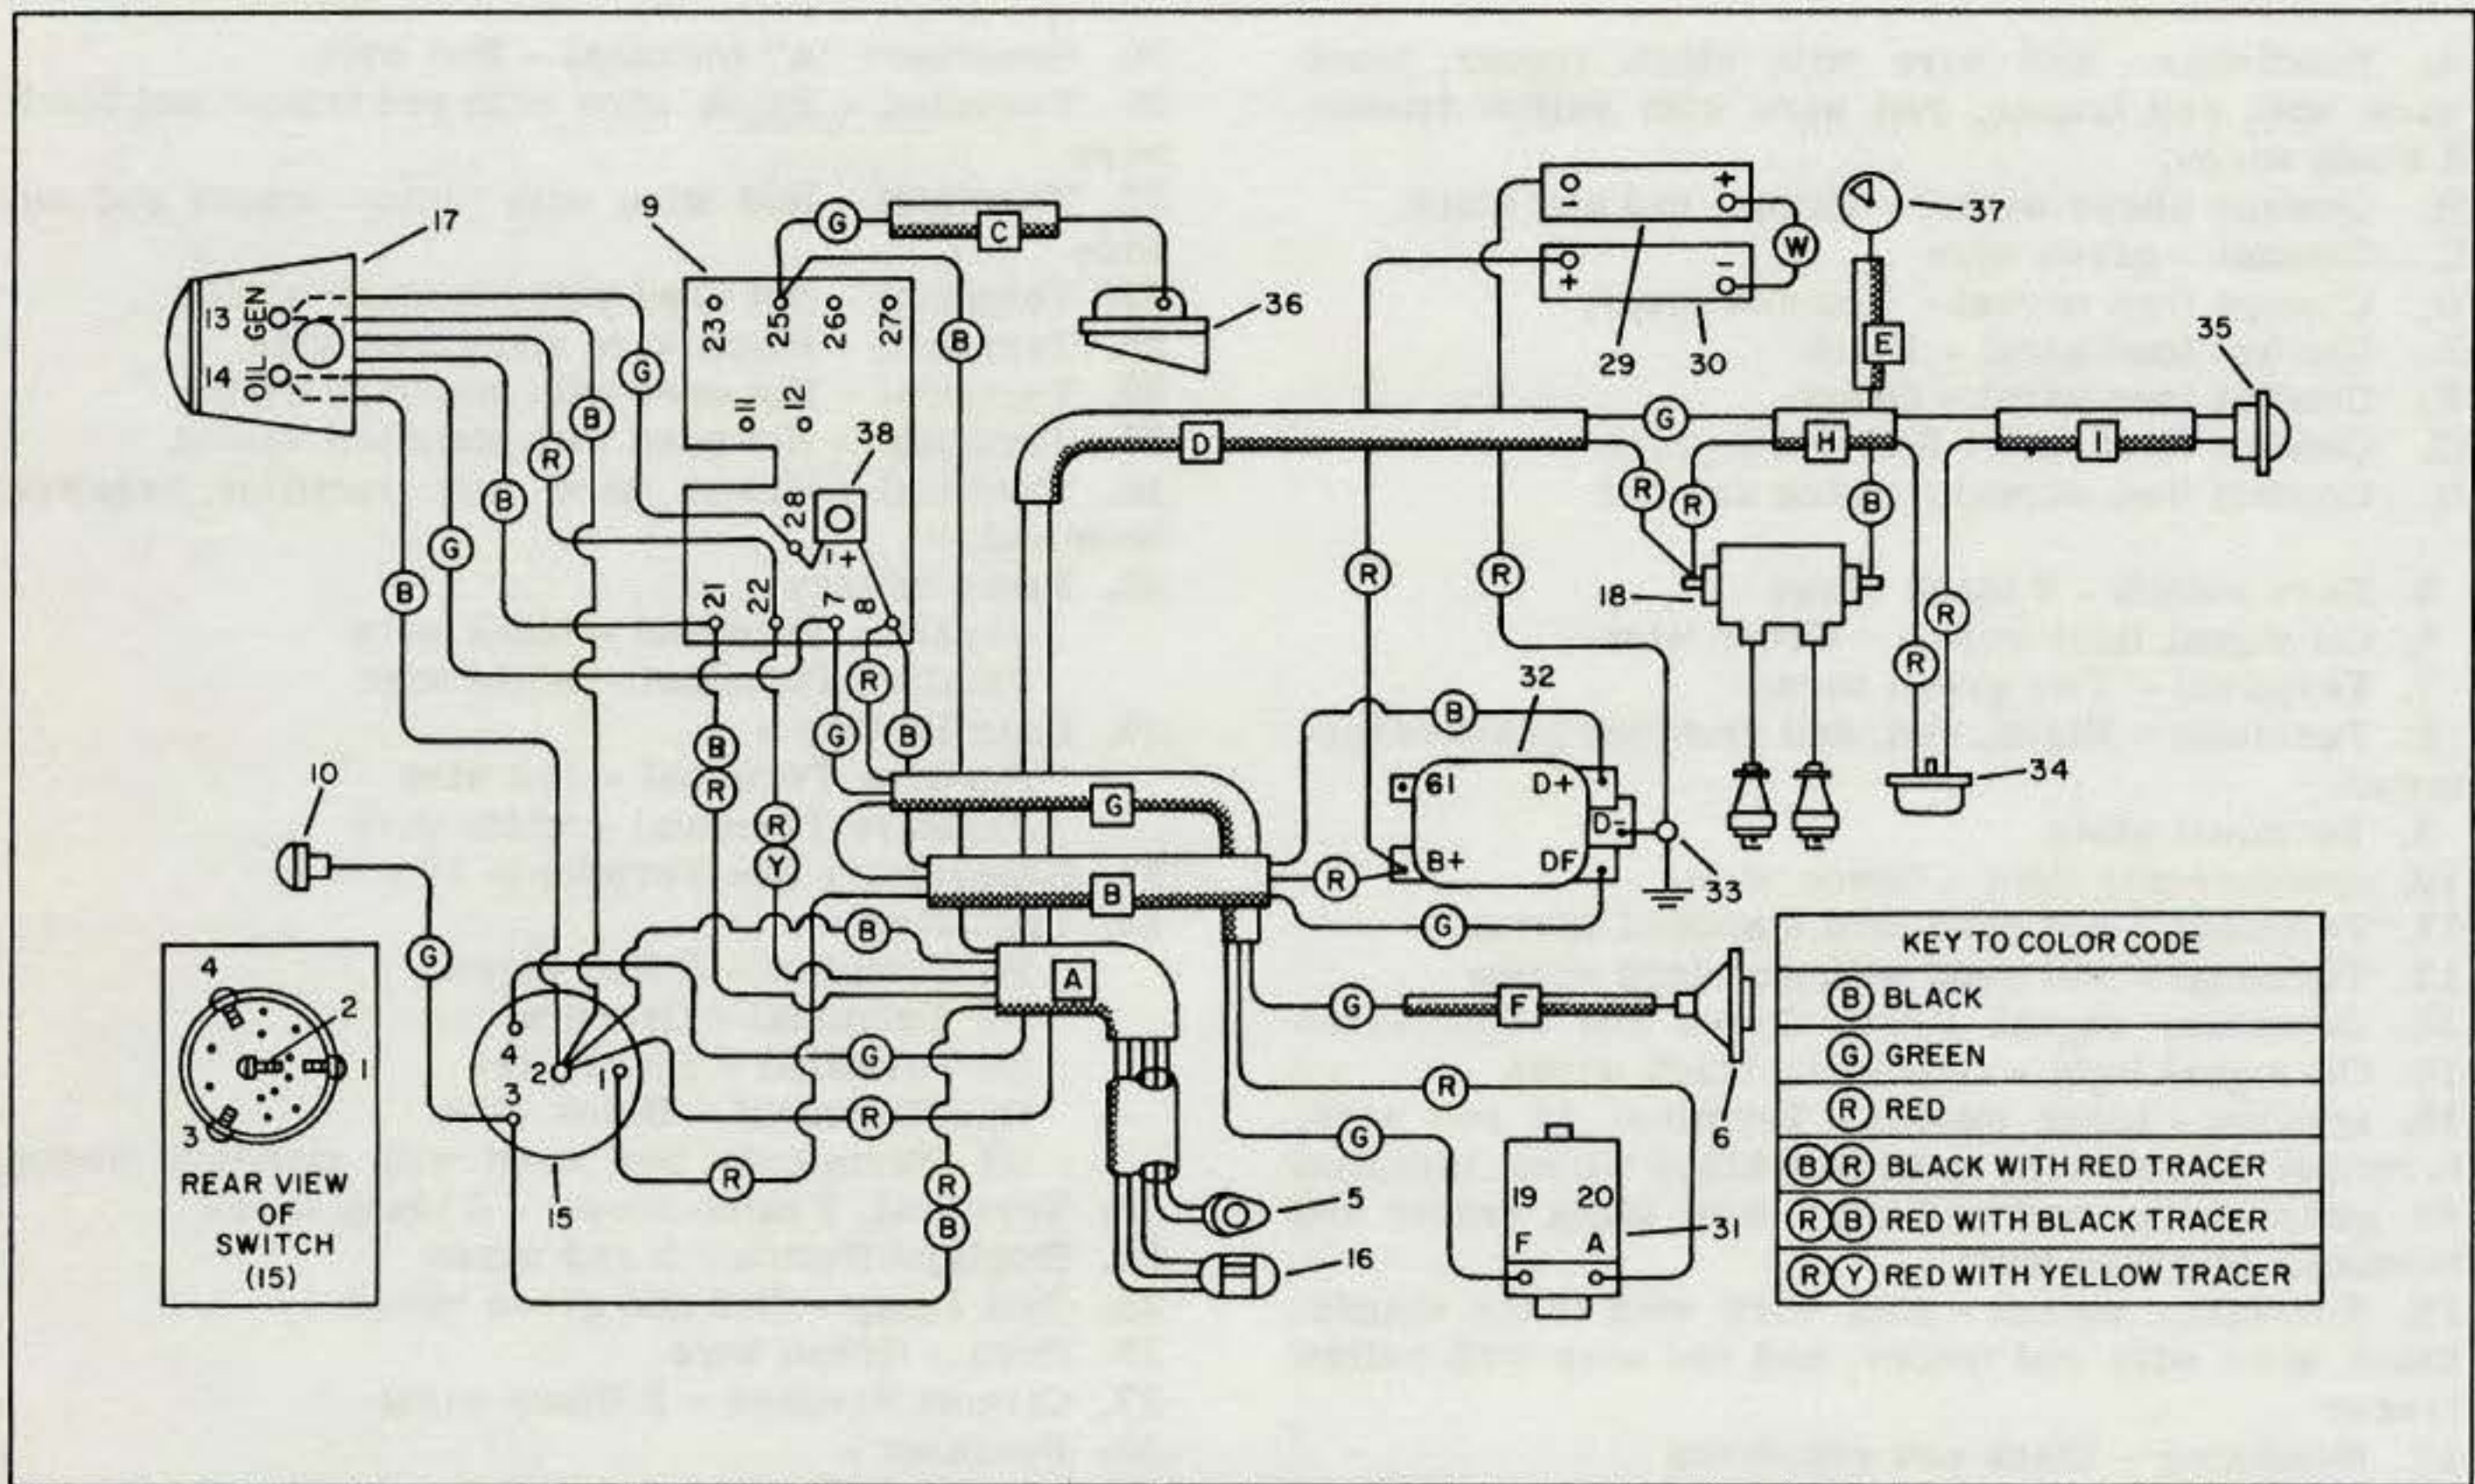 17
9
G
C
36
13
GEN
14
OIL
G
B
R
B
G
B
23
25
26
27
B
11
12
38
28
- +
21
22
7
8
-
+
W
+
-
29
30
37
E
35
D
G
H
I
R
R
B
R
R
18
R
R
34
32
B
61
D+
D-
B+
DF
R
33
G
10
B
R
R
Y
G
R
B
G
B
B
A
G
4
2
1
3
REAR VIEW
OF
SWITCH
(15)
4
2
1
3
15
G
R
R
R
B
5
16
G
F
6
R
G
19
20
F
A
31
KEY TO COLOR CODE
B BLACK
G GREEN
R RED
B R BLACK WITH RED TRACER
R B RED WITH BLACK TRACER
R Y RED WITH YELLOW TRACER